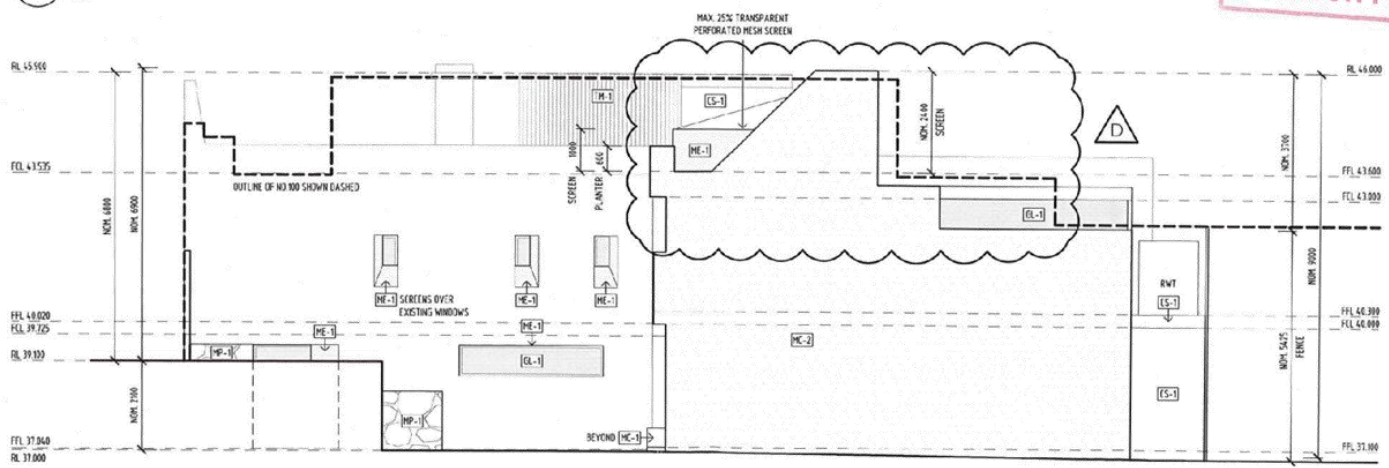 MAX. 25% TRANSPARENT
PERFORATED MESH SCREEN
RL 45.900
RL 46.000
TM-1
CS-1
D
ME-1
NOM. 2400
SCREEN
1000
600
SCREEN
PLANTER
FCL 43.535
OUTLINE OF NO.100 SHOWN DASHED
NOM. 3700
FFL 43.600
FCL 43.000
GL-1
NOM. 6800
NOM. 6900
NOM. 9000
RWT
ME-1
SCREENS OVER
EXISTING WINDOWS
ME-1
ME-1
CS-1
FFL 40.020
FCL 39.725
FFL 40.300
FCL 40.000
ME-1
ME-1
MC-2
NOM. 5425
FENCE
RL 39.100
MP-1
GL-1
NOM. 2100
MP-1
CS-1
BEYOND
MC-1
FFL 37.040
RL 37.000
FFL 37.100